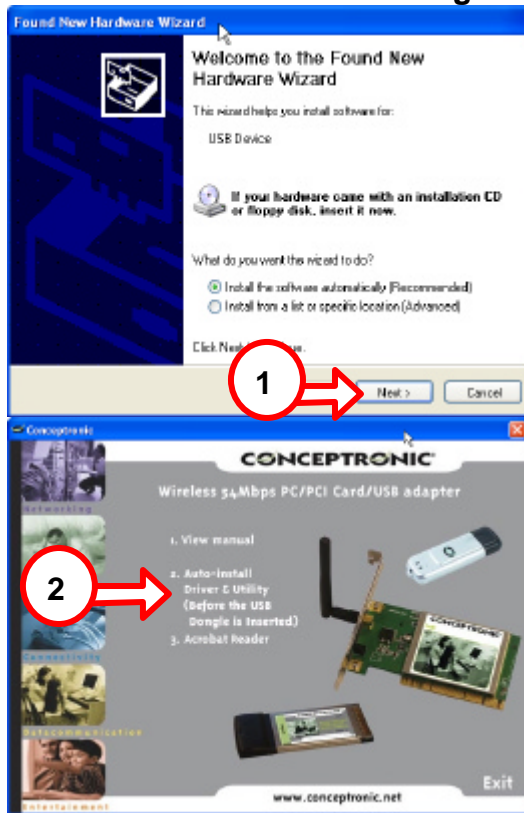 Found New Hardware Wizard
Welcome to the Found New
Hardware Wizard
This wizard helps you install software for:
USB Device
If your hardware came with an installation CD
or floppy disk, insert it now.
What do you want the wizard to do?
Install the software automatically (Recommended)
Install from a list or specific location (Advanced)
Click Next
1
Next >
Cancel
Conceptronic
CONCEPTRONIC
Wireless 54Mbps PC/PCI Card/USB adapter
Networking
1. View manual
2. Auto-install
Driver & Utility
(Before the USB
Dongle is Inserted)
3. Acrobat Reader
2
Connectivity
CONCEPTRONIC
Datacommunication
Exit
www.conceptronic.net
Entertainment